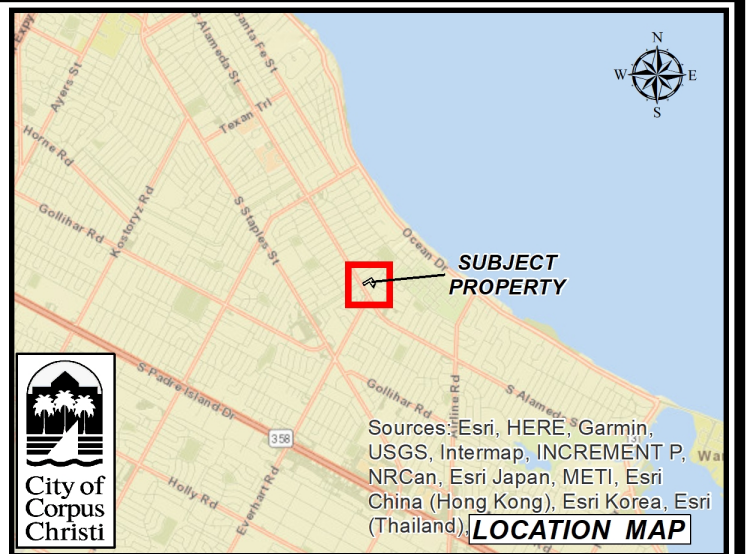 Expy
S Alameda St
Santa Fe St
N
W
E
S
Ayers St
Texan Trl
Horne Rd
Kostoryz Rd
Gollihar Rd
S Staples St
Ocean Dr
SUBJECT
PROPERTY
S Padre Island Dr
Gollihar Rd
Airline Rd
S Alameda St
358
Holly Rd
Everhart Rd
Sources: Esri, HERE, Garmin,
USGS, Intermap, INCREMENT P,
NRCan, Esri Japan, METI, Esri
China (Hong Kong), Esri Korea, Esri
(Thailand),
LOCATION MAP
City of
Corpus
Christi